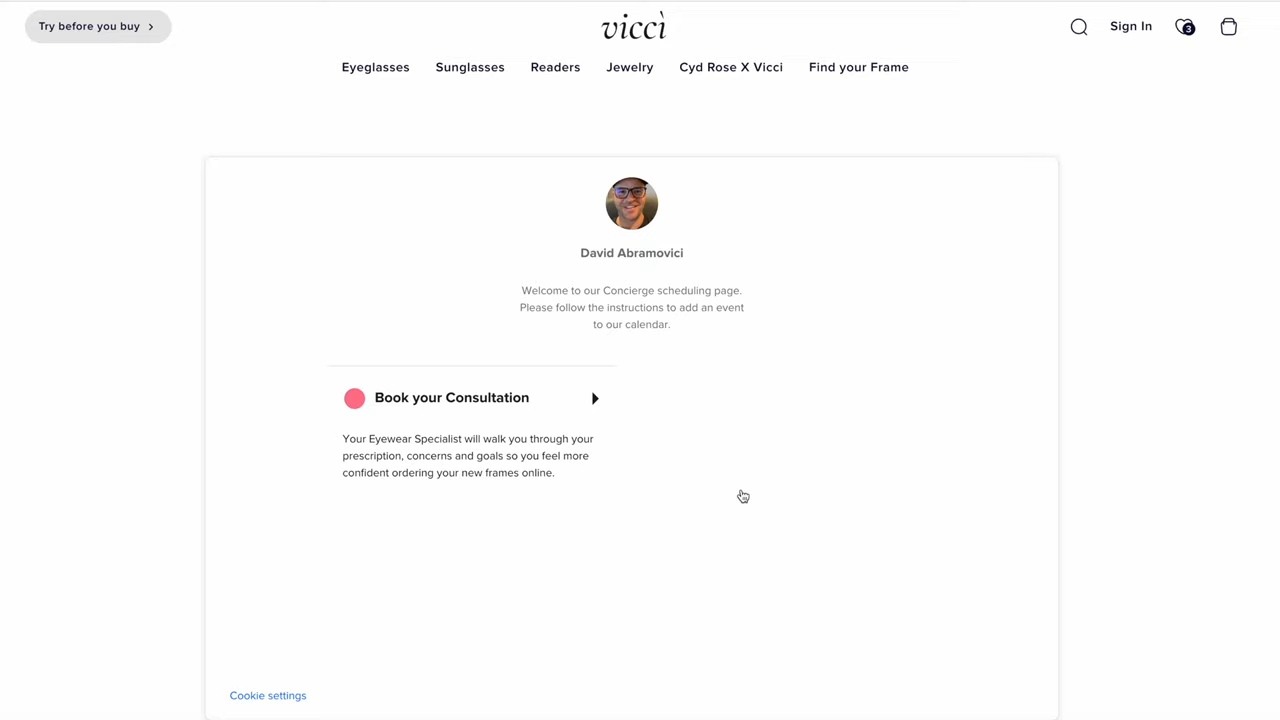 Try before you buy
viccì
Sign In
3
Eyeglasses Sunglasses Readers Jewelry Cyd Rose X Vicci Find your Frame
David Abramovici
Welcome to our Concierge scheduling page.
Please follow the instructions to add an event
to our calendar.
Book your Consultation
Your Eyewear Specialist will walk you through your
prescription, concerns and goals so you feel more
confident ordering your new frames online.
Cookie settings